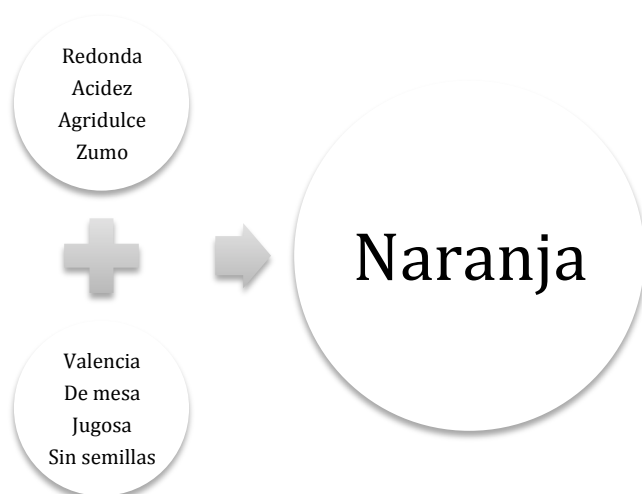 Redonda
Acidez
Agridulce
Zumo
Valencia
De mesa
Jugosa
Sin semillas
Naranja